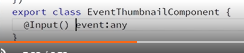 })
export class EventThumbnailComponent {
@Input() event:any
}